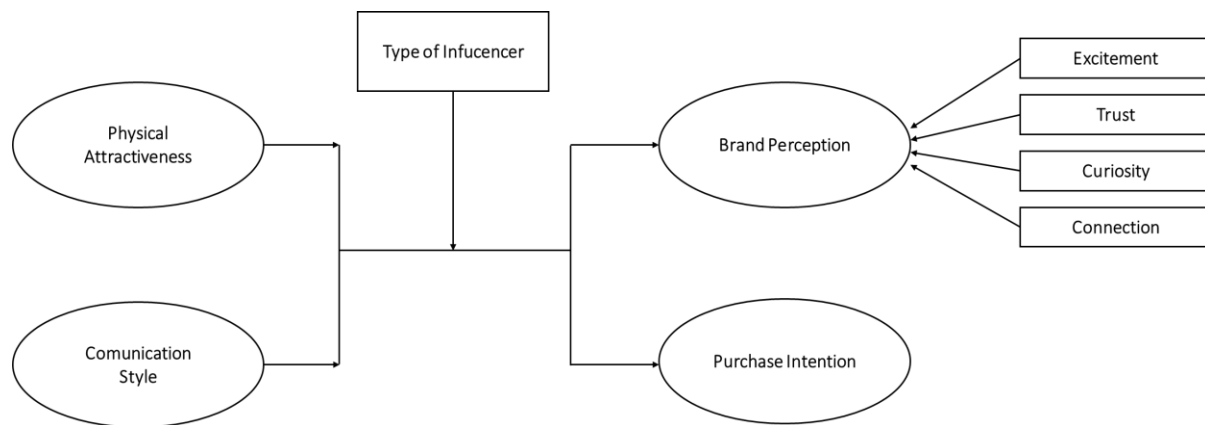 Type of Infucencer
Physical
Attractiveness
Brand Perception
Excitement
Trust
Curiosity
Connection
Comunication
Style
Purchase Intention